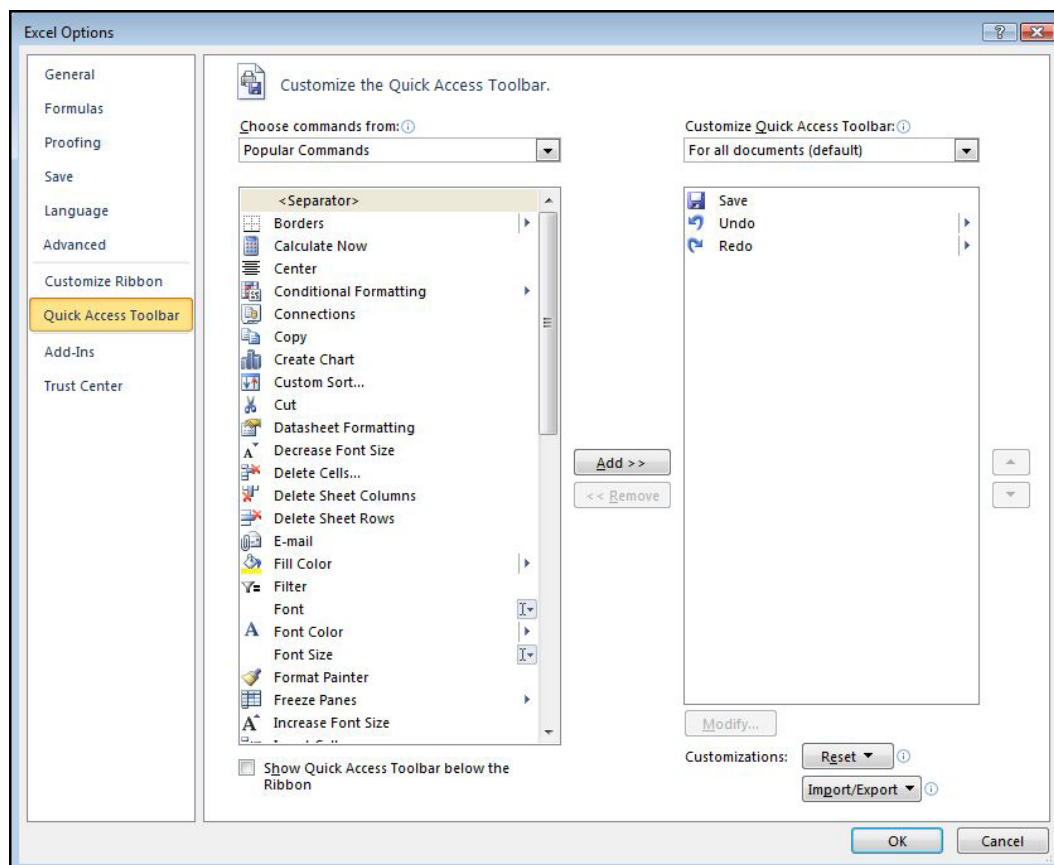 Excel Options
General
Formulas
Proofing
Save
Language
Advanced
Customize Ribbon
Quick Access Toolbar
Add-Ins
Trust Center
Customize the Quick Access Toolbar.
Choose commands from:
Popular Commands
<Separator>
Borders
Calculate Now
Center
Conditional Formatting
Connections
Copy
Create Chart
Custom Sort...
Cut
Datasheet Formatting
Decrease Font Size
Delete Cells...
Delete Sheet Columns
Delete Sheet Rows
E-mail
Fill Color
Filter
Font
Font Color
Font Size
Format Painter
Freeze Panes
Increase Font Size
Show Quick Access Toolbar below the
Ribbon
Add >>
<< Remove
Customize Quick Access Toolbar:
For all documents (default)
Save
Undo
Redo
Modify...
Customizations:
Reset
Import/Export
OK
Cancel